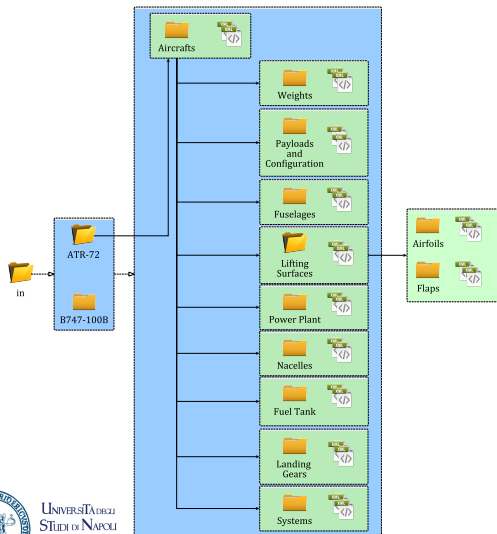 Aircrafts
Weights
Payloads
and
Configuration
Fuselages
ATR-72
Lifting
Surfaces
Airfoils
Flaps
in
B747-100B
Power Plant
Nacelles
Fuel Tank
Landing
Gears
Systems
UNIVERSITÀ DEGLI
STUDI DI NAPOLI